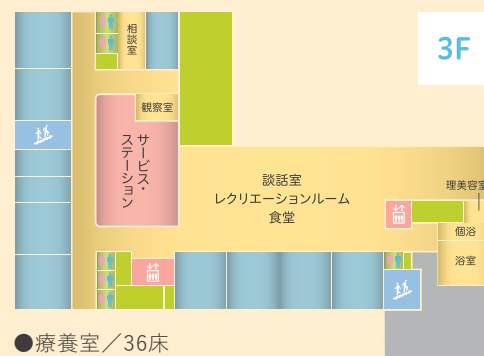 3F
相談室
観察室
サービス・
ステーション
談話室
レクリエーションルーム
食堂
理美容室
個浴
浴室
●療養室／36床